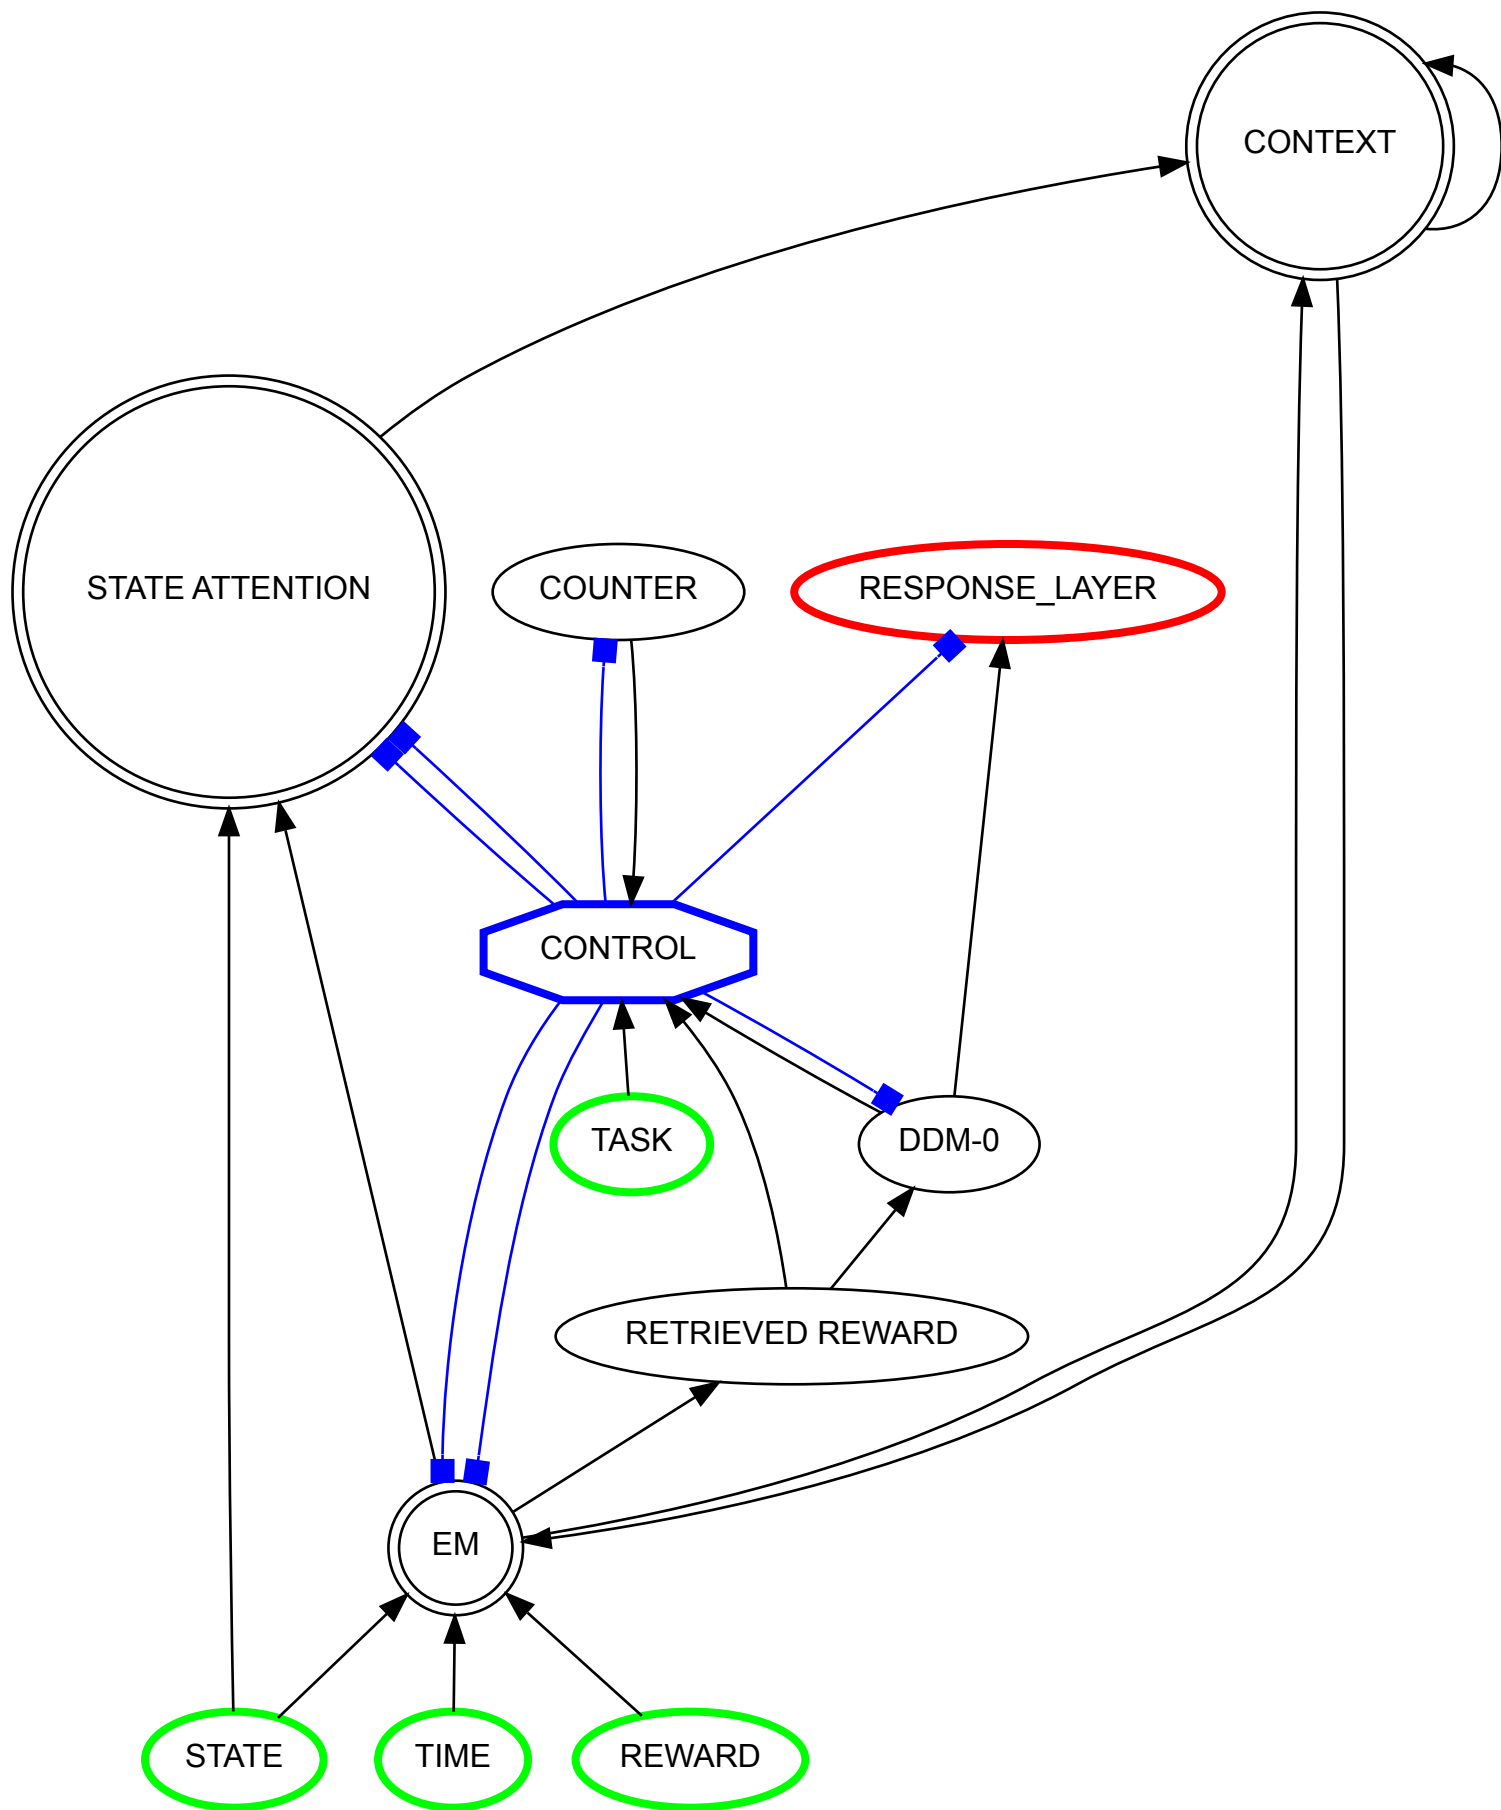 CONTEXT
STATE ATTENTION
COUNTER
RESPONSE_LAYER
CONTROL
TASK
DDM-0
RETRIEVED REWARD
EM
STATE
TIME
REWARD